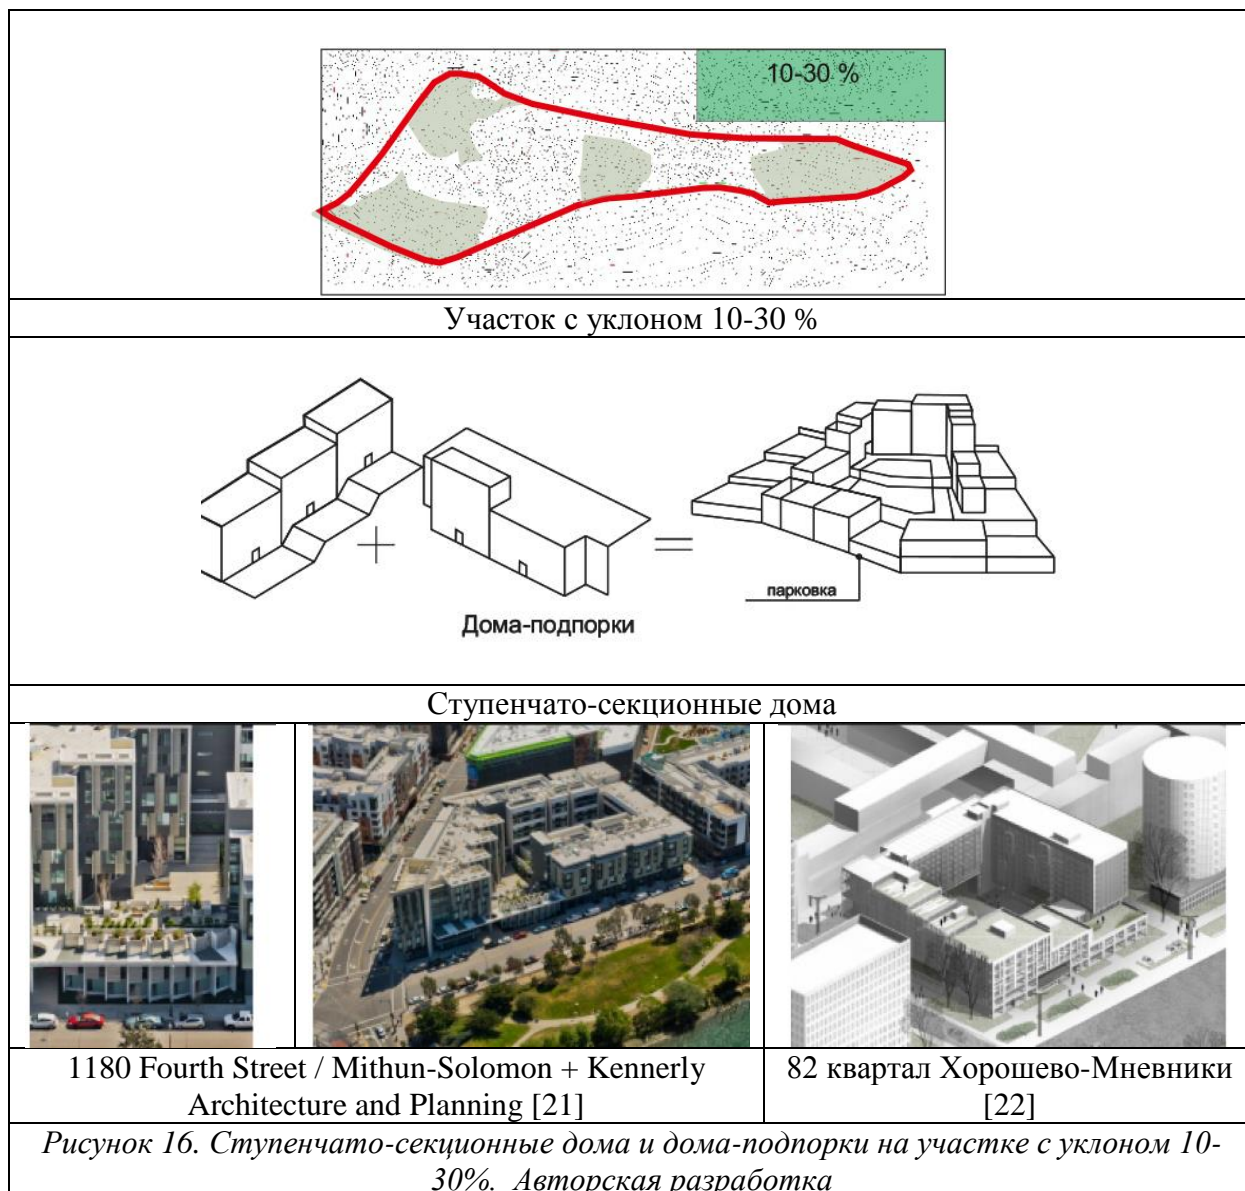 10-30 %
Участок с уклоном 10-30 %
парковка
Дома-подпорки
Ступенчато-секционные дома
1180 Fourth Street / Mithun-Solomon + Kennerly
Architecture and Planning [21]
82 квартал Хорошево-Мневники
[22]
Рисунок 16. Ступенчато-секционные дома и дома-подпорки на участке с уклоном 10-
30%. Авторская разработка